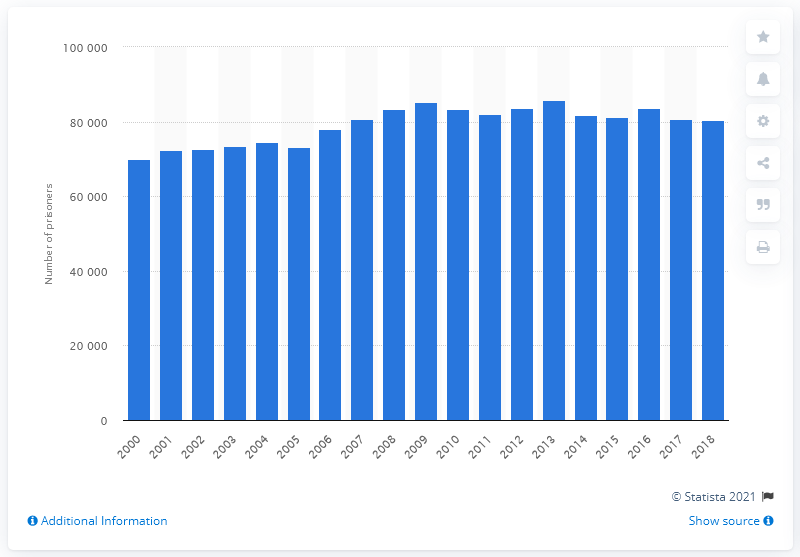 100 000
80 000
60 000
40 000
20 000
0
Number of prisoners
2000 2001 2002 2003 2004 2005 2006 2007 2008 2009 2010 2011 2012 2013 2014 2015 2016 2017 2018
© Statista 2021
Additional Information
Show source